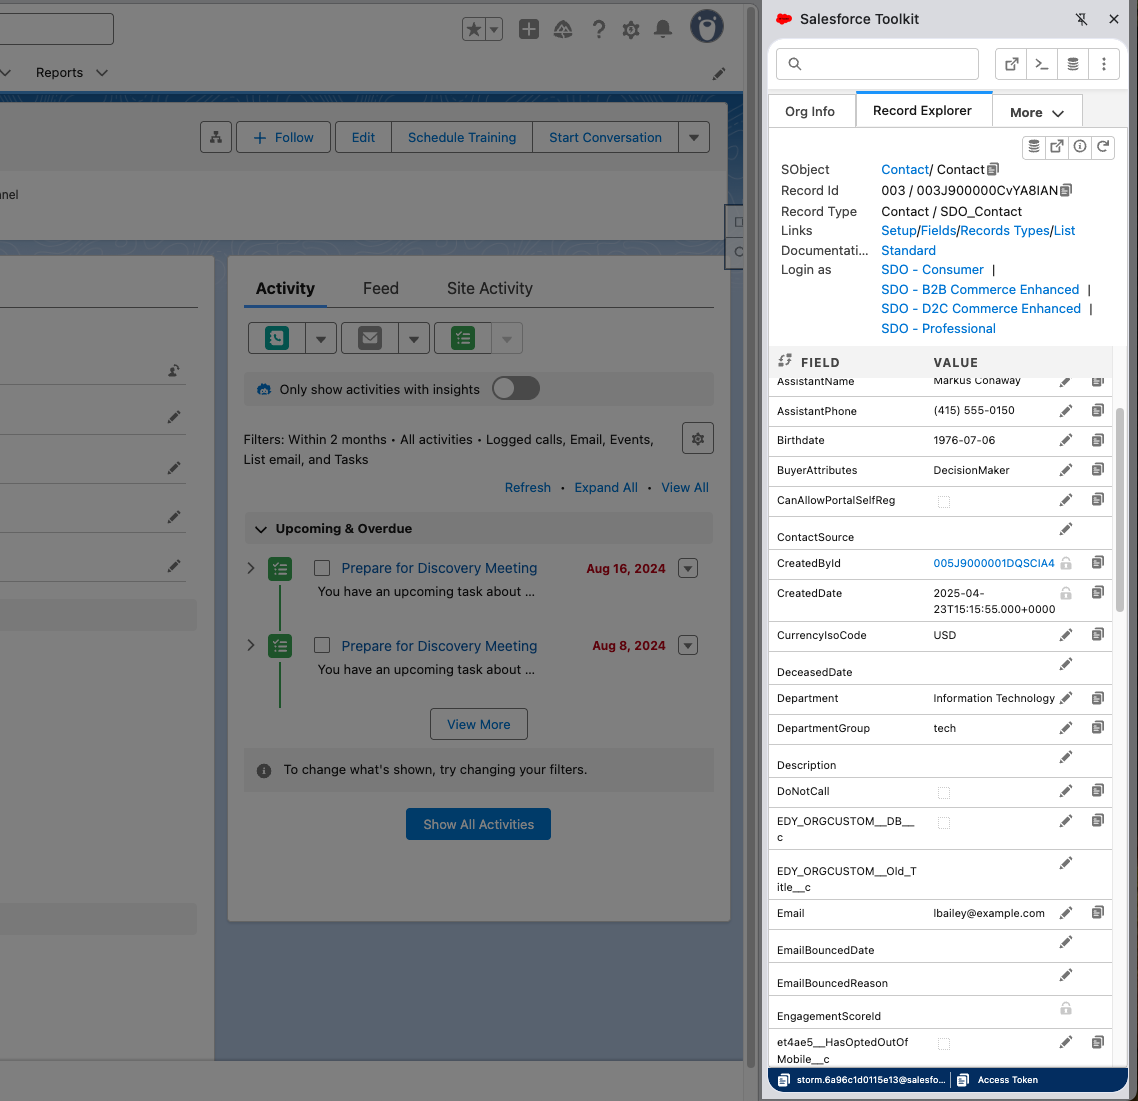 Salesforce Toolkit
Reports
Org Info
Record Explorer
More
Follow
Edit
Schedule Training
Start Conversation
nel
SObject
Contact/ Contact
Record Id
003 / 003J900000CvYA8IAN
Record Type
Contact / SDO_Contact
Links
Setup/Fields/Records Types/List
Documentati...
Standard
Login as
SDO - Consumer |
SDO - B2B Commerce Enhanced |
SDO - D2C Commerce Enhanced |
SDO - Professional
Activity
Feed
Site Activity
Only show activities with insights
Filters: Within 2 months • All activities • Logged calls, Email, Events,
List email, and Tasks
Refresh • Expand All • View All
Upcoming & Overdue
Prepare for Discovery Meeting
Aug 16, 2024
You have an upcoming task about ...
Prepare for Discovery Meeting
Aug 8, 2024
You have an upcoming task about ...
View More
To change what's shown, try changing your filters.
Show All Activities
FIELD VALUE
AssistantName Markus Conaway
AssistantPhone (415) 555-0150
Birthdate 1976-07-06
BuyerAttributes DecisionMaker
CanAllowPortalSelfReg
ContactSource
CreatedById 005J9000001DQSCIA4
CreatedDate 2025-04-
23T15:15:55.000+0000
CurrencyIsoCode USD
DeceasedDate
Department Information Technology
DepartmentGroup tech
Description
DoNotCall
EDY_ORGCUSTOM__DB__
c
EDY_ORGCUSTOM__Old_T
itle__c
Email lbailey@example.com
EmailBouncedDate
EmailBouncedReason
EngagementScoreId
et4ae5__HasOptedOutOf
Mobile__c
storm.6a96c1d0115e13@salesfo...
Access Token